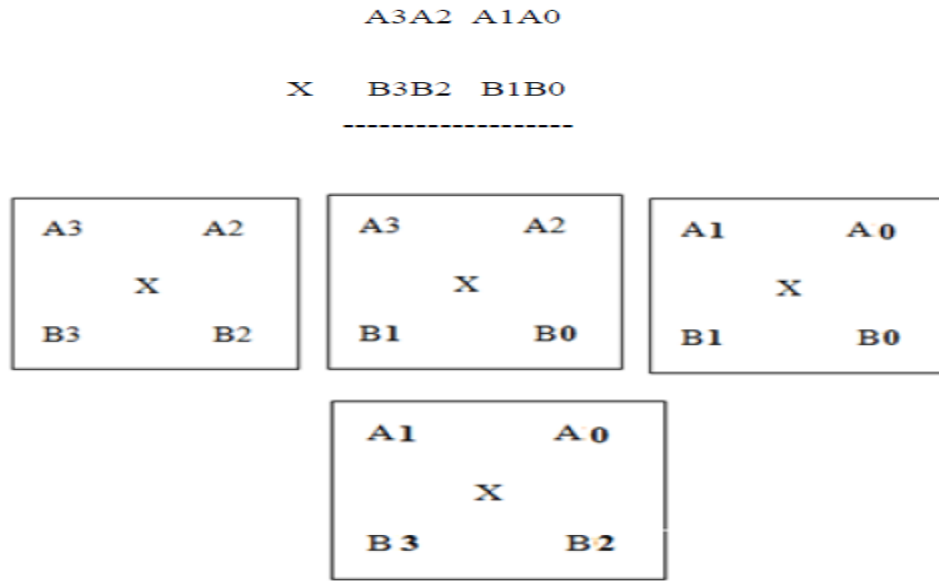 A3A2 A1A0
X B3B2 B1B0
--------------------
A3 A2
X
B3 B2
A3 A2
X
B1 B0
A1 A0
X
B1 B0
A1 A0
X
B3 B2